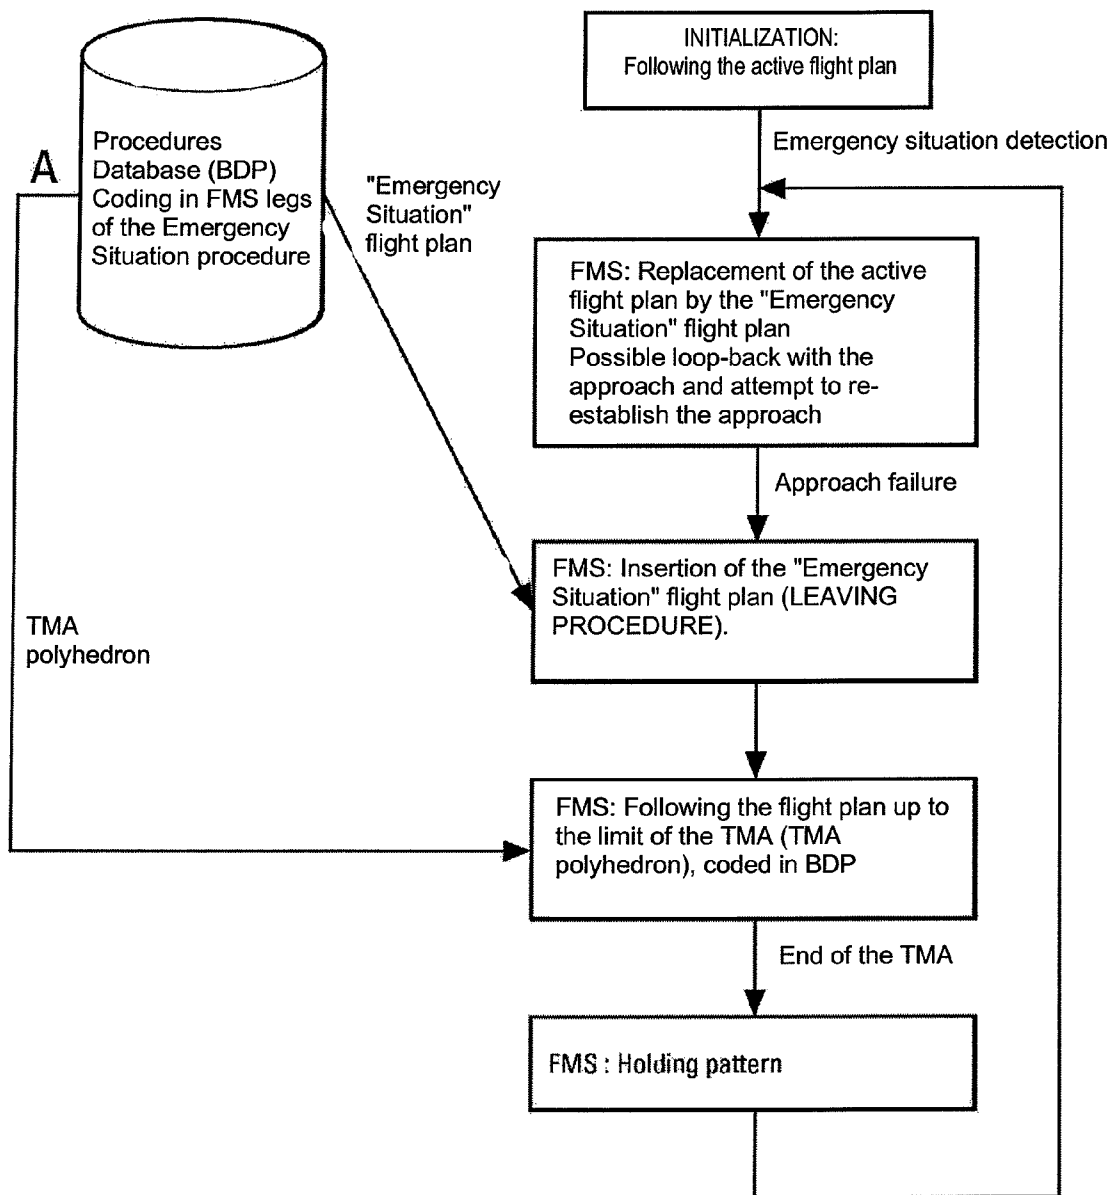 INITIALIZATION:
Following the active flight plan
Emergency situation detection
Procedures
Database (BDP)
Coding in FMS legs
of the Emergency
Situation procedure
A
"Emergency
Situation"
flight plan
FMS: Replacement of the active
flight plan by the "Emergency
Situation" flight plan
Possible loop-back with the
approach and attempt to re-
establish the approach
Approach failure
FMS: Insertion of the "Emergency
Situation" flight plan (LEAVING
PROCEDURE).
TMA
polyhedron
FMS: Following the flight plan up to
the limit of the TMA (TMA
polyhedron), coded in BDP
End of the TMA
FMS : Holding pattern